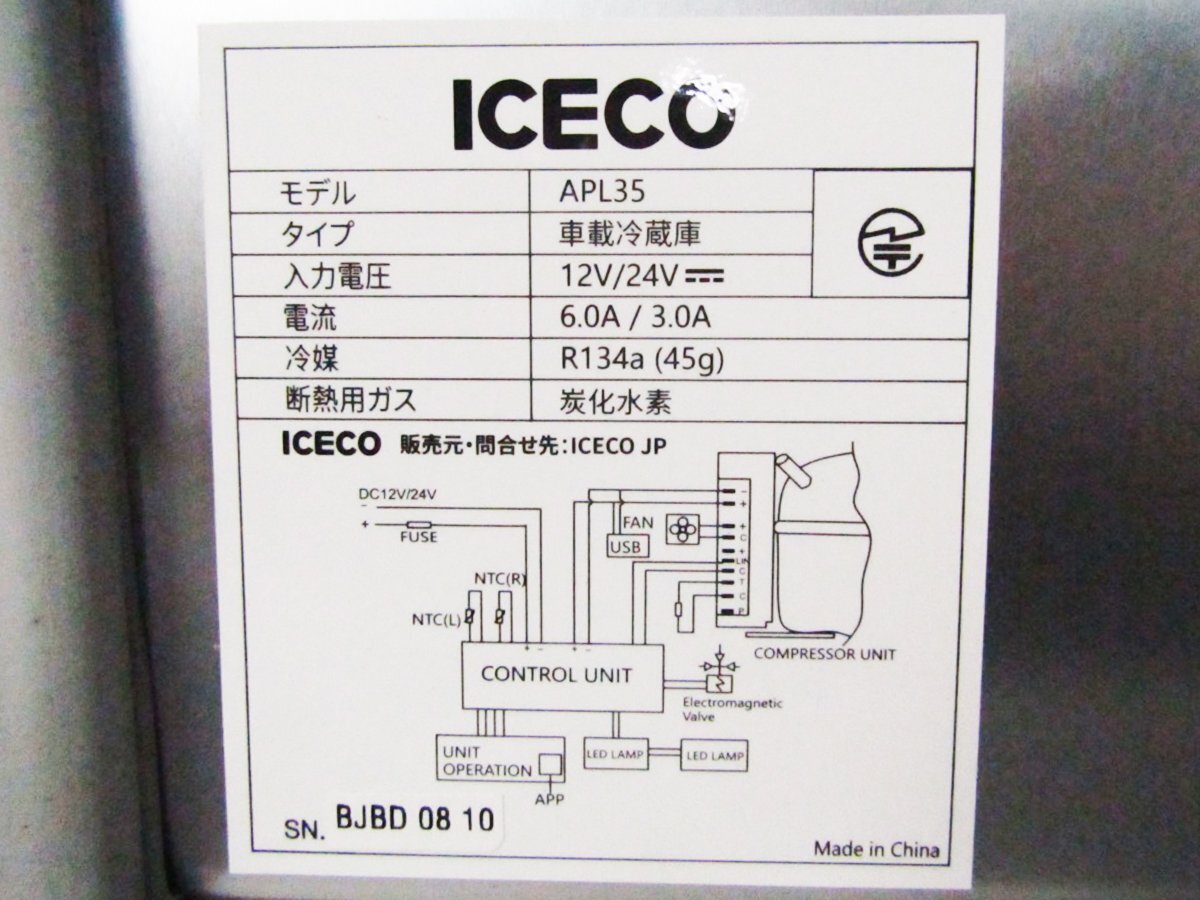 ICECO
モデル APL35
タイプ 車載冷蔵庫
入力電圧 12V/24V
電流 6.0A / 3.0A
冷媒 R134a (45g)
断熱用ガス 炭化水素
ICECO 販売元・問合せ先:ICECO JP
DC12V/24V
-
+
FUSE
NTC(R)
NTC(L)
FAN
USB
-
+
+
C
+
LIN
C
T
C
P
COMPRESSOR UNIT
+ - + -
CONTROL UNIT
Electromagnetic
Valve
UNIT
OPERATION
APP
LED LAMP
LED LAMP
SN. BJBD 08 10
Made in China